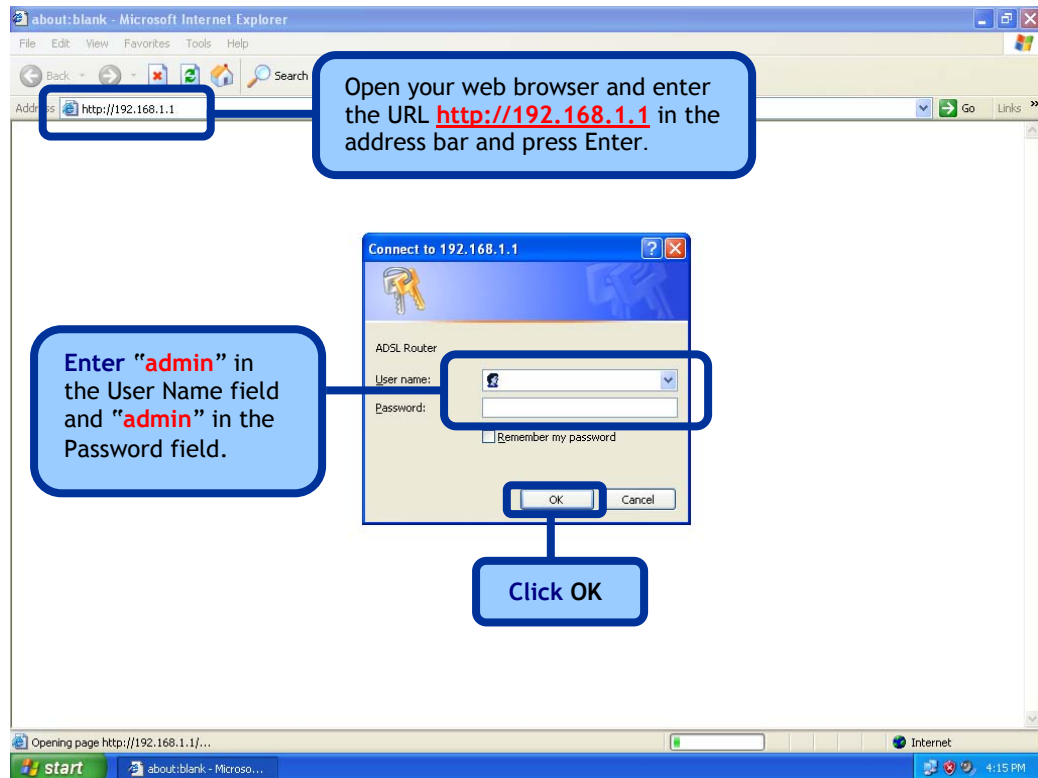 about:blank - Microsoft Internet Explorer
File Edit View Favorites Tools Help
Back Search
Address http://192.168.1.1 Go Links »
Open your web browser and enter
the URL http://192.168.1.1 in the
address bar and press Enter.
Connect to 192.168.1.1
ADSL Router
User name:
Password:
Remember my password
OK Cancel
Enter “admin” in
the User Name field
and “admin” in the
Password field.
Click OK
Opening page http://192.168.1.1/... Internet
start about:blank - Microso... 4:15 PM